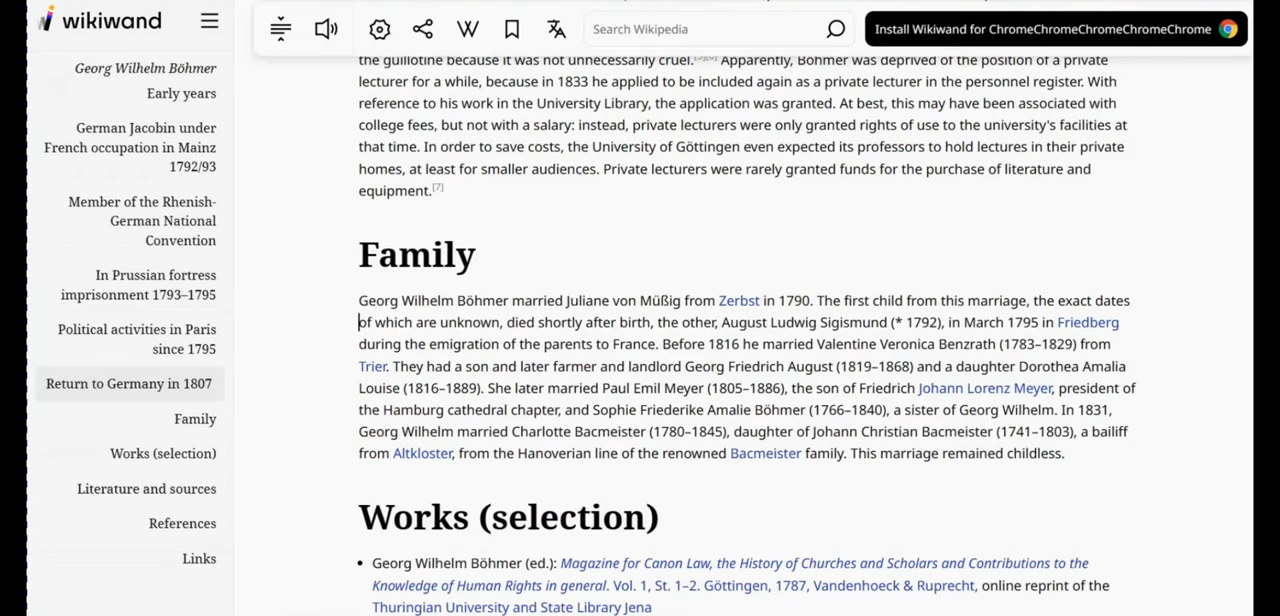 wikiwand
Search Wikipedia
Install Wikiwand for ChromeChromeChromeChromeChrome
Georg Wilhelm Böhmer
Early years
German Jacobin under
French occupation in Mainz
1792/93
Member of the Rhenish-
German National
Convention
In Prussian fortress
imprisonment 1793–1795
Political activities in Paris
since 1795
Return to Germany in 1807
Family
Works (selection)
Literature and sources
References
Links
the guillotine because it was not unnecessarily cruel. Apparently, Böhmer was deprived of the position of a private
lecturer for a while, because in 1833 he applied to be included again as a private lecturer in the personnel register. With
reference to his work in the University Library, the application was granted. At best, this may have been associated with
college fees, but not with a salary: instead, private lecturers were only granted rights of use to the university's facilities at
that time. In order to save costs, the University of Göttingen even expected its professors to hold lectures in their private
homes, at least for smaller audiences. Private lecturers were rarely granted funds for the purchase of literature and
equipment.[7]
Family
Georg Wilhelm Böhmer married Juliane von Müßig from Zerbst in 1790. The first child from this marriage, the exact dates
of which are unknown, died shortly after birth, the other, August Ludwig Sigismund (* 1792), in March 1795 in Friedberg
during the emigration of the parents to France. Before 1816 he married Valentine Veronica Benzrath (1783–1829) from
Trier. They had a son and later farmer and landlord Georg Friedrich August (1819–1868) and a daughter Dorothea Amalia
Louise (1816–1889). She later married Paul Emil Meyer (1805–1886), the son of Friedrich Johann Lorenz Meyer, president of
the Hamburg cathedral chapter, and Sophie Friederike Amalie Böhmer (1766–1840), a sister of Georg Wilhelm. In 1831,
Georg Wilhelm married Charlotte Bacmeister (1780–1845), daughter of Johann Christian Bacmeister (1741–1803), a bailiff
from Altkloster, from the Hanoverian line of the renowned Bacmeister family. This marriage remained childless.
Works (selection)
• Georg Wilhelm Böhmer (ed.): Magazine for Canon Law, the History of Churches and Scholars and Contributions to the
Knowledge of Human Rights in general. Vol. 1, St. 1–2. Göttingen, 1787, Vandenhoeck & Ruprecht, online reprint of the
Thuringian University and State Library Jena